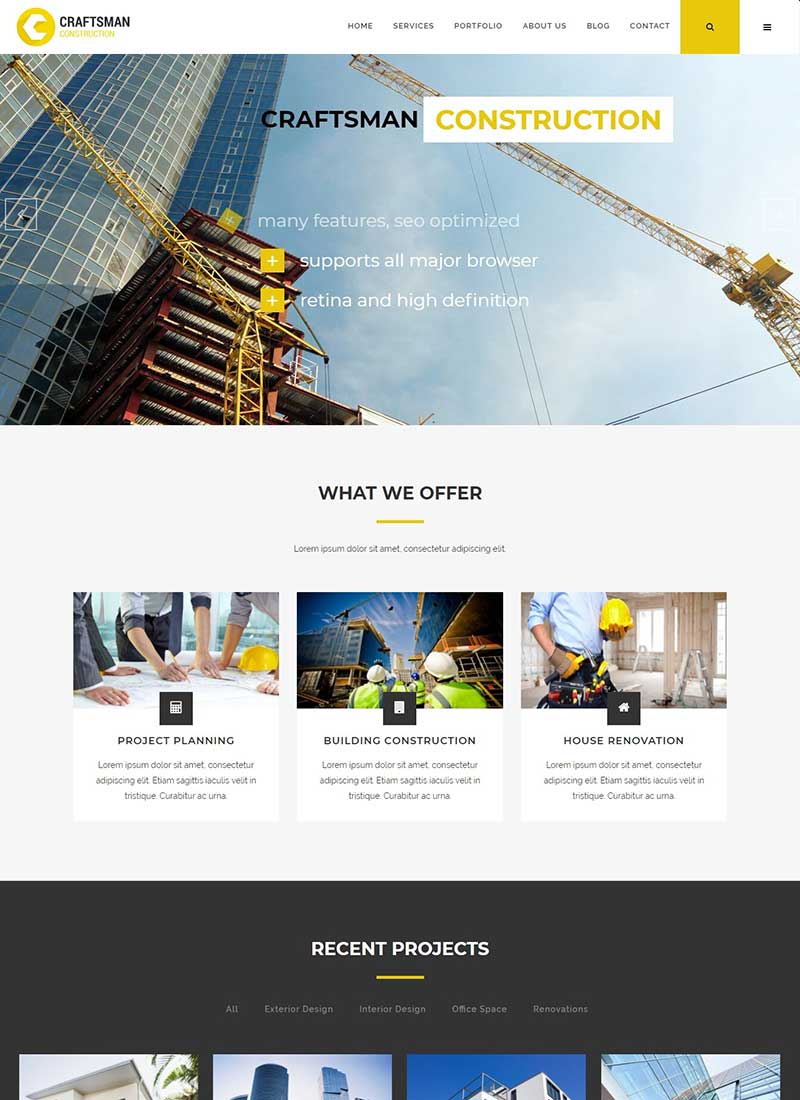 CRAFTSMAN
CONSTRUCTION
HOME SERVICES PORTFOLIO ABOUT US BLOG CONTACT
CRAFTSMAN CONSTRUCTION
many features, seo optimized
supports all major browser
retina and high definition
WHAT WE OFFER
Lorem ipsum dolor sit amet, consectetur adipiscing elit.
PROJECT PLANNING
Lorem ipsum dolor sit amet, consectetur
adipiscing elit. Etiam sagittis iaculis velit in
tristique. Curabitur ac urna.
BUILDING CONSTRUCTION
Lorem ipsum dolor sit amet, consectetur
adipiscing elit. Etiam sagittis iaculis velit in
tristique. Curabitur ac urna.
HOUSE RENOVATION
Lorem ipsum dolor sit amet, consectetur
adipiscing elit. Etiam sagittis iaculis velit in
tristique. Curabitur ac urna.
RECENT PROJECTS
All Exterior Design Interior Design Office Space Renovations